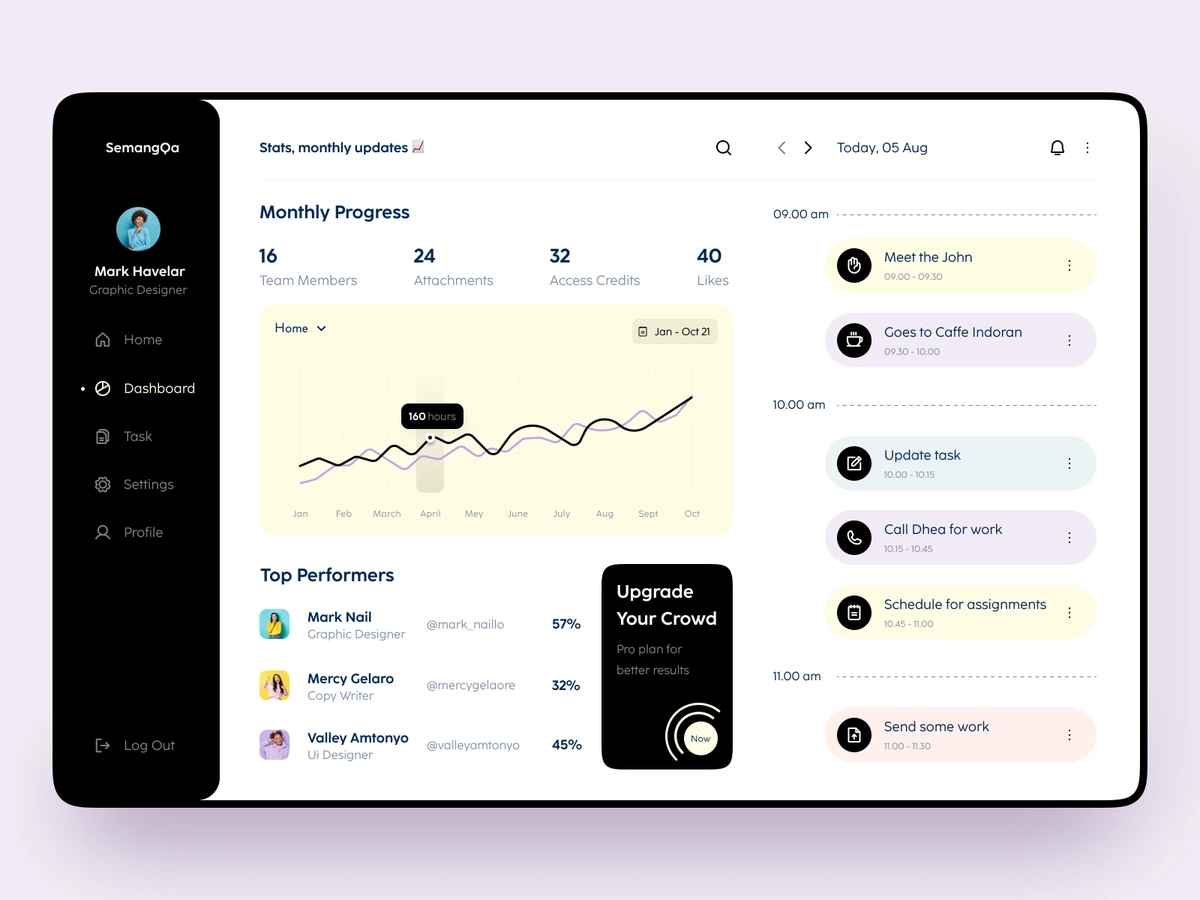 SemangQa
Mark Havelar
Graphic Designer
Home
Dashboard
Task
Settings
Profile
Log Out
Stats, monthly updates
Monthly Progress
16
Team Members
24
Attachments
32
Access Credits
40
Likes
Home
Jan - Oct 21
160 hours
Jan Feb March April Mey June July Aug Sept Oct
Top Performers
Mark Nail
Graphic Designer
@mark_naillo
57%
Mercy Gelaro
Copy Writer
@mercygelaore
32%
Valley Amtonyo
Ui Designer
@valleyamtonyo
45%
Upgrade
Your Crowd
Pro plan for
better results
Now
Today, 05 Aug
09.00 am
Meet the John
09.00 - 09.30
Goes to Caffe Indoran
09.30 - 10.00
10.00 am
Update task
10.00 - 10.15
Call Dhea for work
10.15 - 10.45
Schedule for assignments
10.45 - 11.00
11.00 am
Send some work
11.00 - 11.30